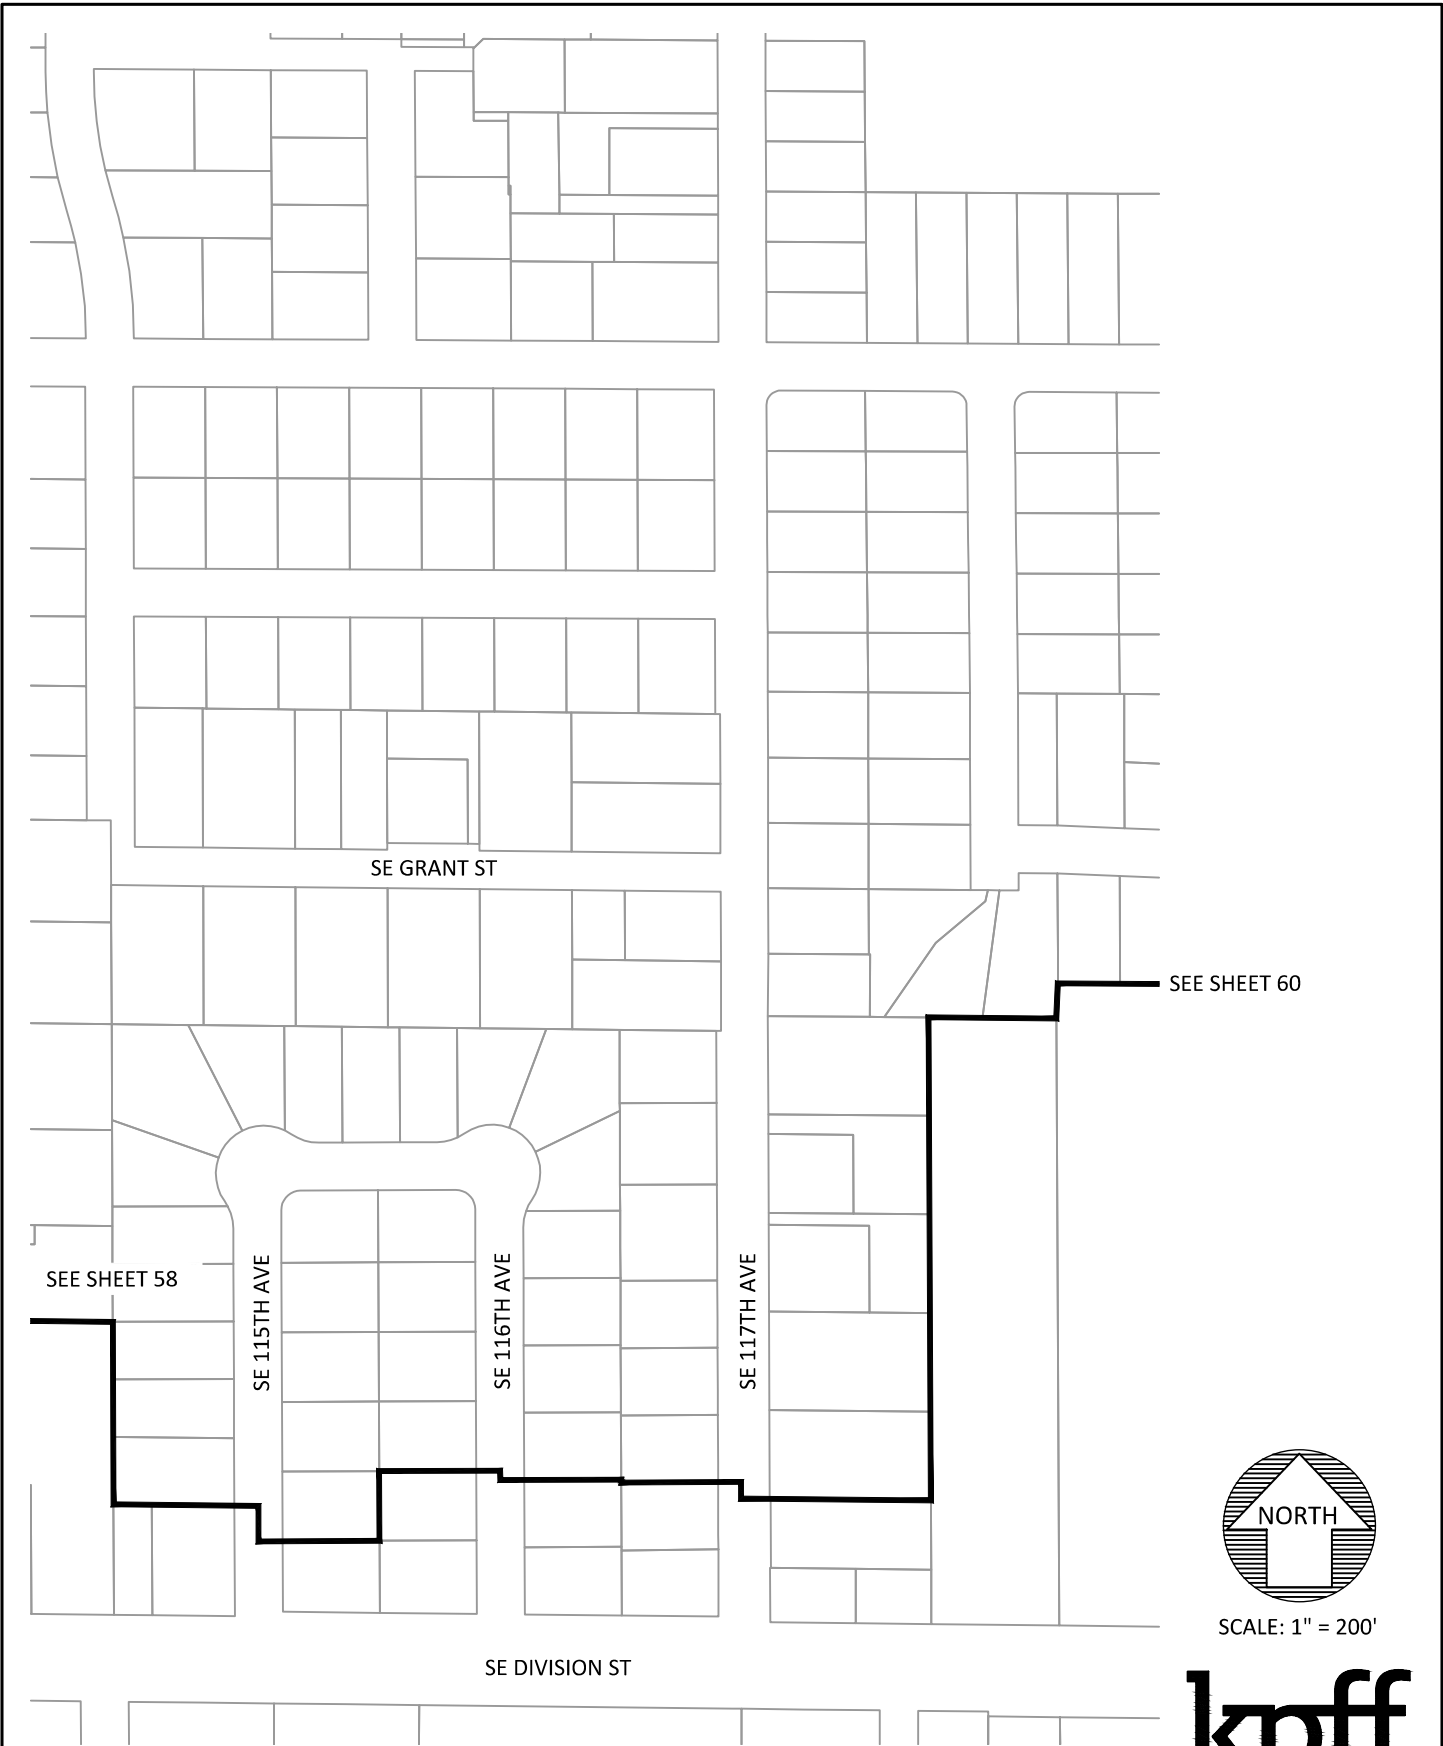 SE GRANT ST
SEE SHEET 60
SEE SHEET 58
SE 115TH AVE
SE 116TH AVE
SE 117TH AVE
NORTH
SCALE: 1" = 200'
SE DIVISION ST
kpff